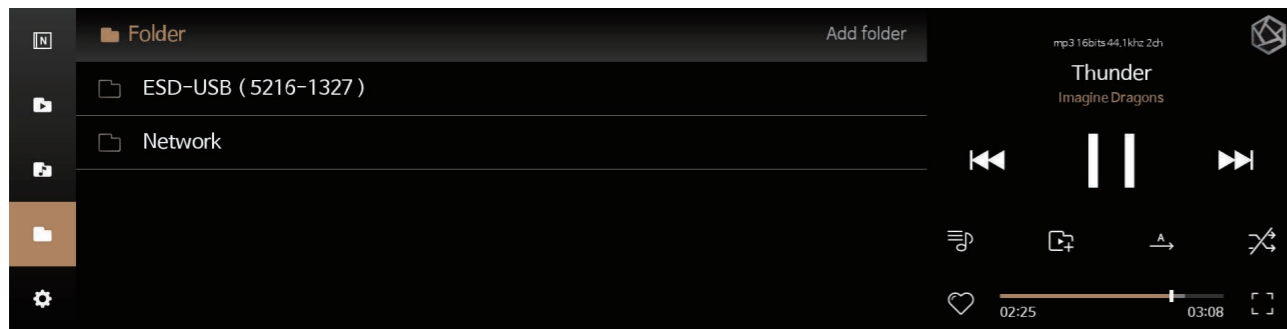 N
Folder
Add folder
ESD-USB ( 5216-1327 )
Network
mp3 16bits 44.1khz 2ch
Thunder
Imagine Dragons
A
02:25
03:08